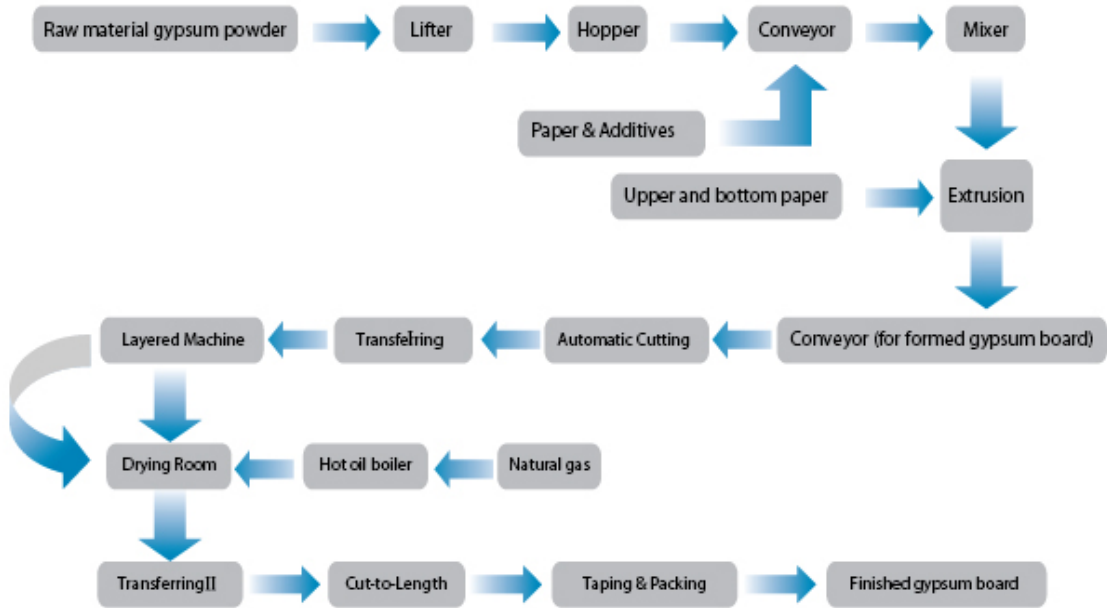 Raw material gypsum powder
Lifter
Hopper
Conveyor
Mixer
Paper & Additives
Upper and bottom paper
Extrusion
Layered Machine
TransfeIring
Automatic Cutting
Conveyor (for formed gypsum board)
Drying Room
Hot oil boiler
Natural gas
TransferringII
Cut-to-Length
Taping & Packing
Finished gypsum board